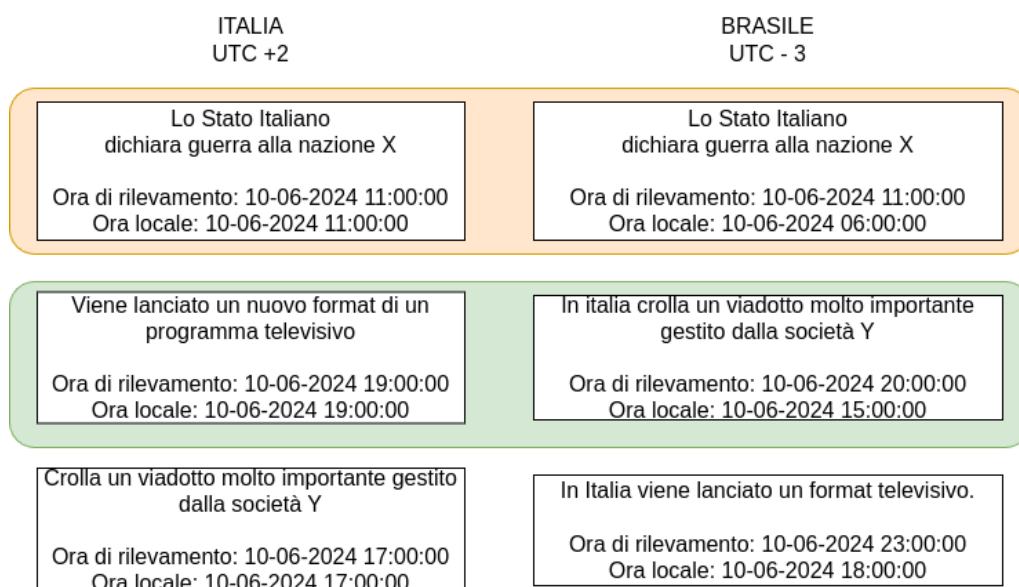 ITALIA
UTC +2
BRASILE
UTC - 3
Lo Stato Italiano
dichiara guerra alla nazione X
Ora di rilevamento: 10-06-2024 11:00:00
Ora locale: 10-06-2024 11:00:00
Lo Stato Italiano
dichiara guerra alla nazione X
Ora di rilevamento: 10-06-2024 11:00:00
Ora locale: 10-06-2024 06:00:00
Viene lanciato un nuovo format di un
programma televisivo
Ora di rilevamento: 10-06-2024 19:00:00
Ora locale: 10-06-2024 19:00:00
In italia crolla un viadotto molto importante
gestito dalla società Y
Ora di rilevamento: 10-06-2024 20:00:00
Ora locale: 10-06-2024 15:00:00
Crolla un viadotto molto importante gestito
dalla società Y
Ora di rilevamento: 10-06-2024 17:00:00
Ora locale: 10-06-2024 17:00:00
In Italia viene lanciato un format televisivo.
Ora di rilevamento: 10-06-2024 23:00:00
Ora locale: 10-06-2024 18:00:00